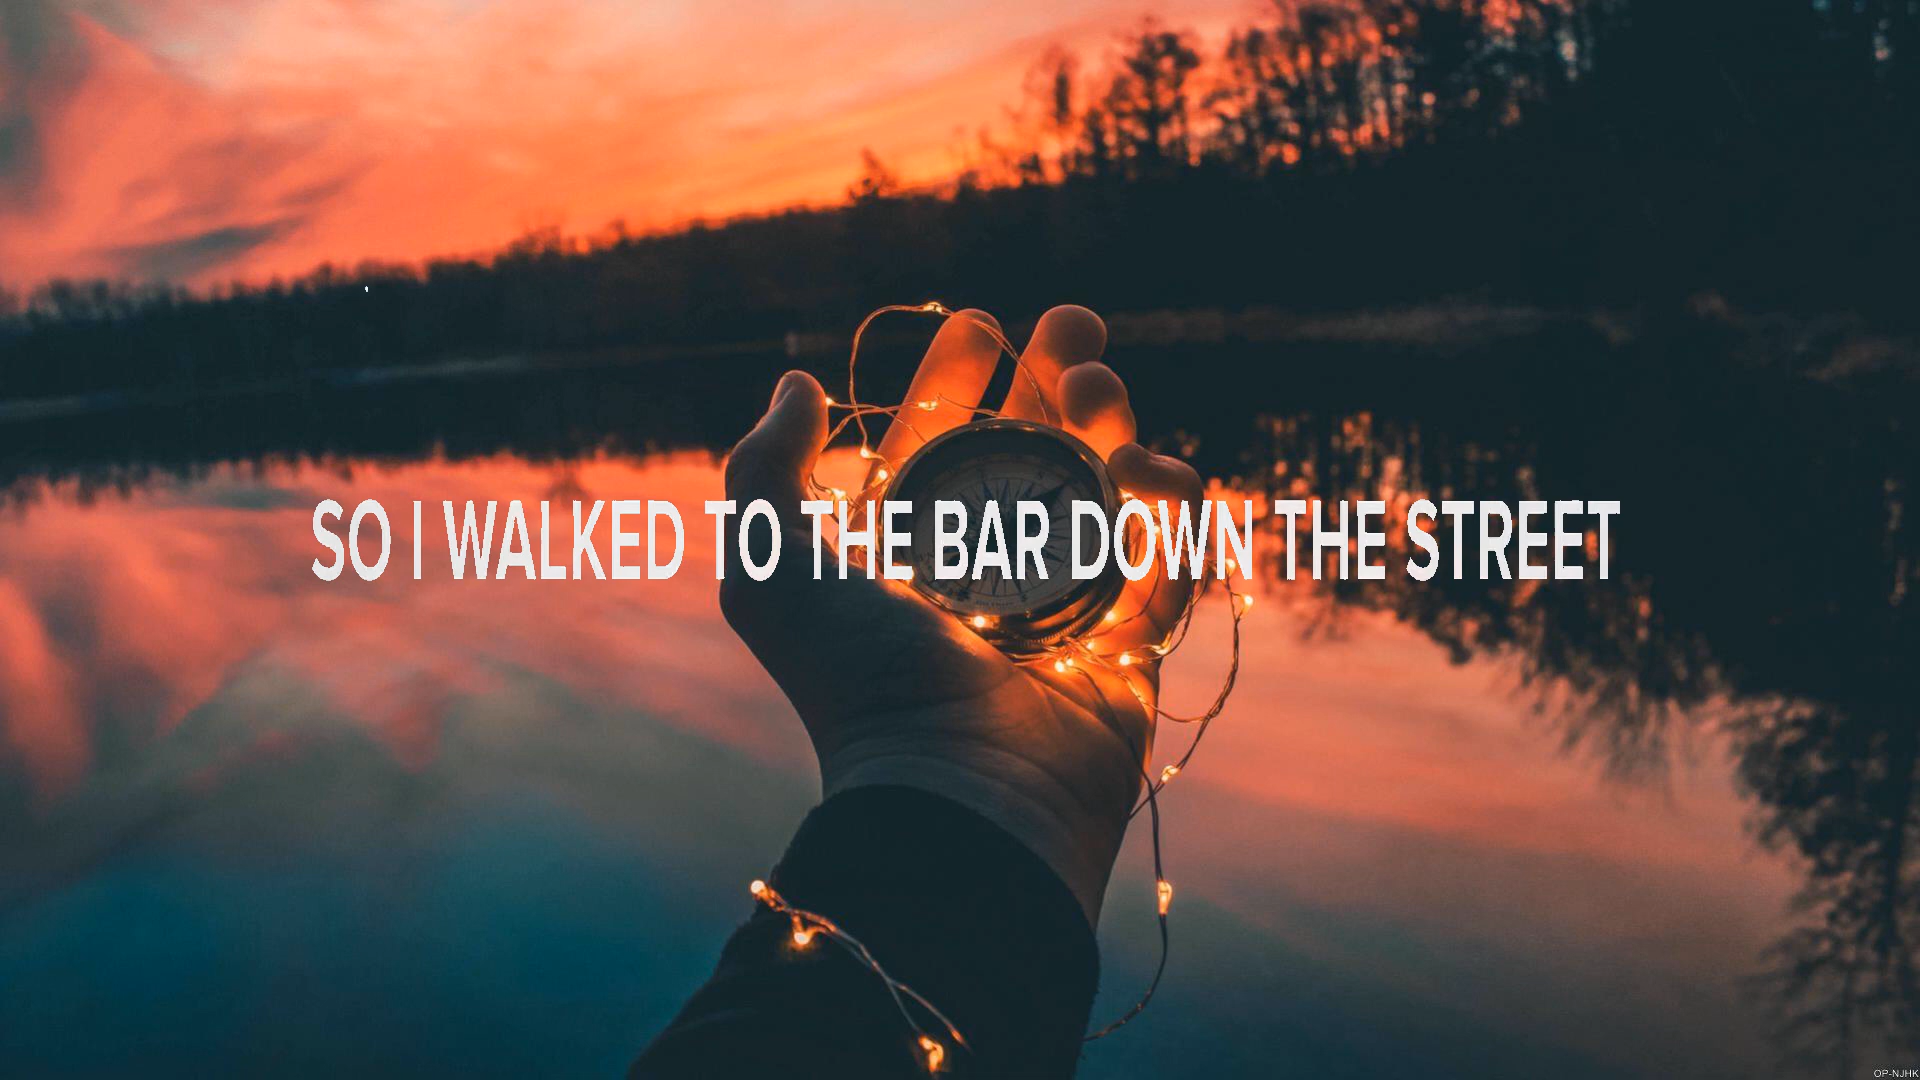 SO I WALKED TO THE BAR DOWN THE STREET
OP-NJHK